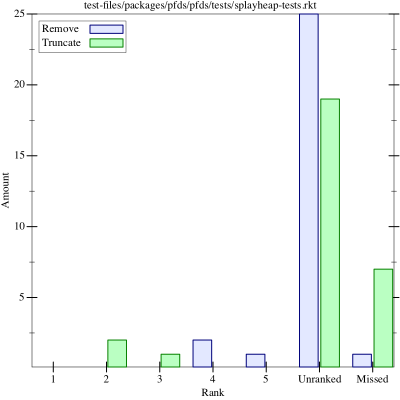 test-files/packages/pfds/pfds/tests/splayheap-tests.rkt
25
20
15
10
5
Amount
Remove
Truncate
1 2 3 4 5 Unranked Missed
Rank